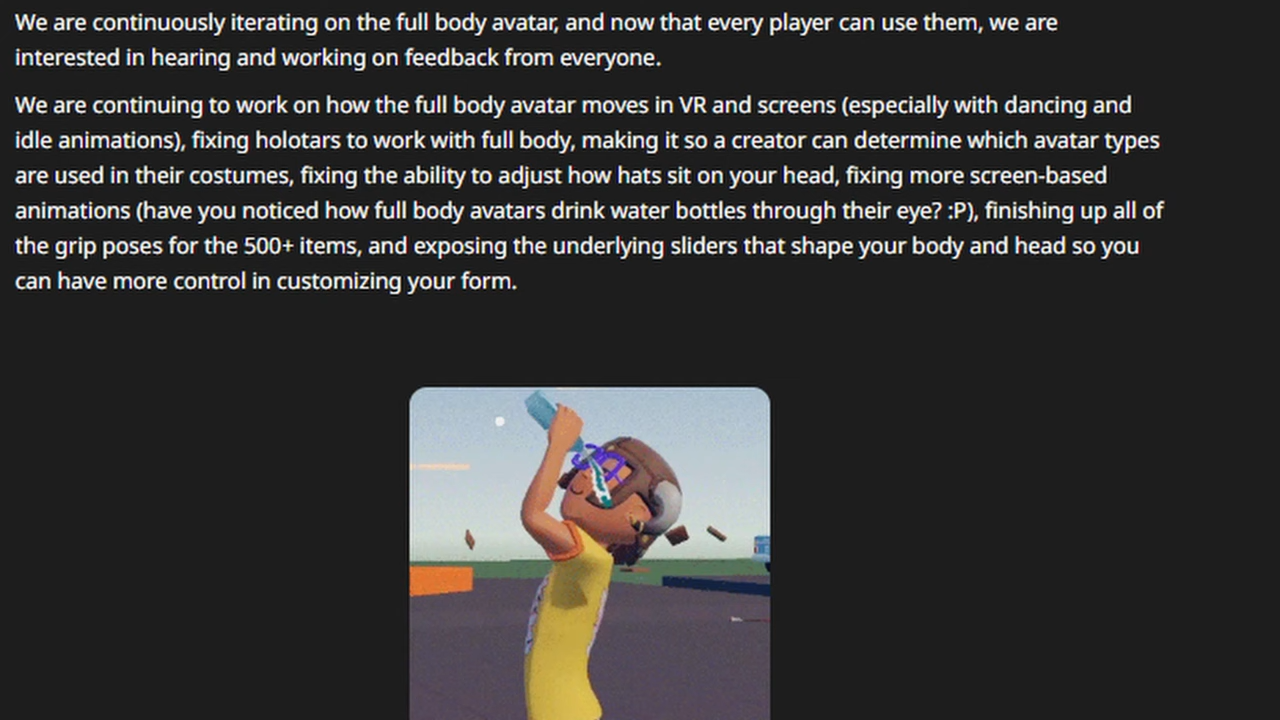 We are continuously iterating on the full body avatar, and now that every player can use them, we are
interested in hearing and working on feedback from everyone.
We are continuing to work on how the full body avatar moves in VR and screens (especially with dancing and
idle animations), fixing holotars to work with full body, making it so a creator can determine which avatar types
are used in their costumes, fixing the ability to adjust how hats sit on your head, fixing more screen-based
animations (have you noticed how full body avatars drink water bottles through their eye? :P), finishing up all of
the grip poses for the 500+ items, and exposing the underlying sliders that shape your body and head so you
can have more control in customizing your form.